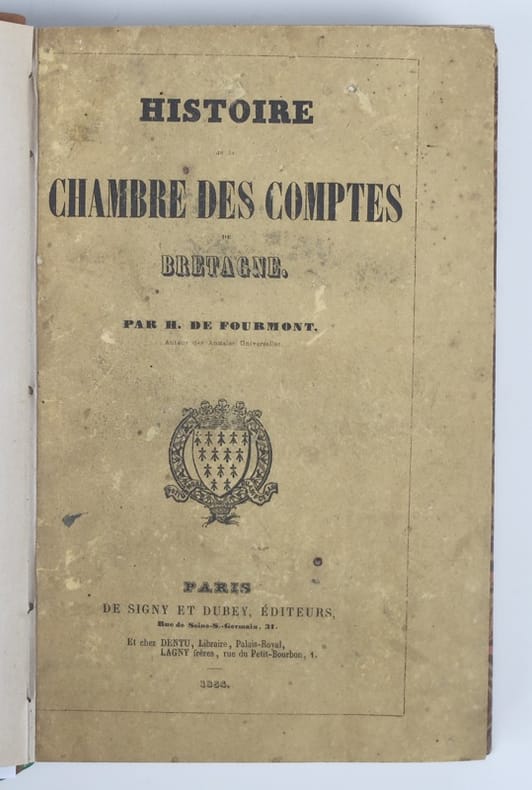 HISTOIRE
de la
CHAMBRE DES COMPTES
DE
BRETAGNE.
PAR H. DE FOURMONT.
Auteur des Annales Universelles
PARIS
DE SIGNY ET DUBEY, ÉDITEURS,
Rue de Seine-S.-Germain, 31.
Et chez DENTU, Libraire, Palais-Royal,
LAGNY frères, rue du Petit-Bourbon, 1.